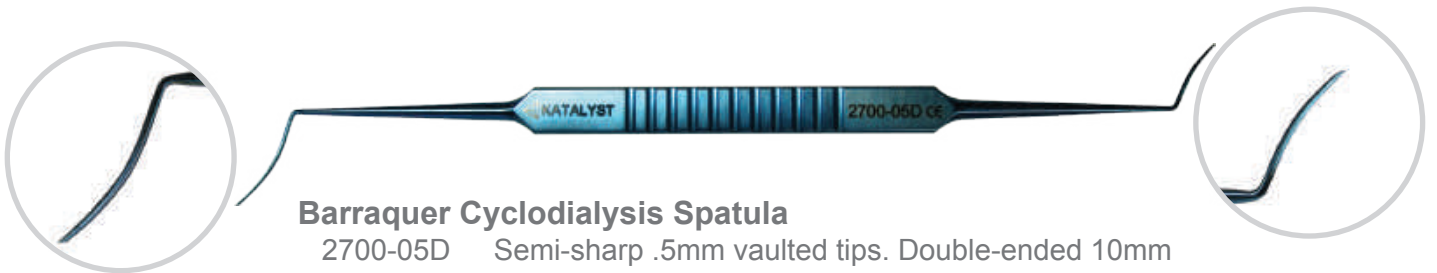 KATALYST 2700-05D CE
Barraquer Cyclodialysis Spatula
2700-05D Semi-sharp .5mm vaulted tips. Double-ended 10mm